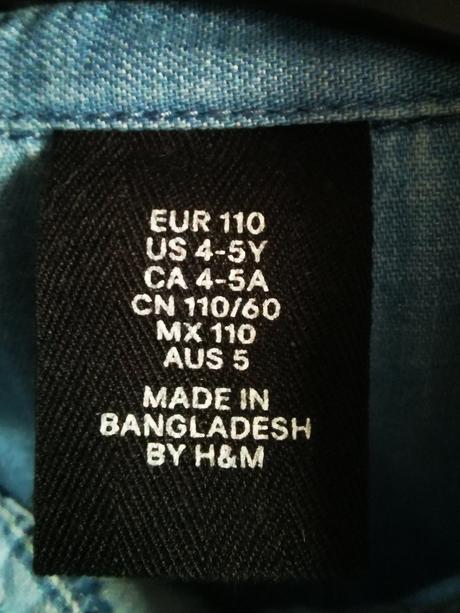 EUR 110
US 4-5Y
CA 4-5A
CN 110/60
MX 110
AUS 5
MADE IN
BANGLADESH
BY H&M